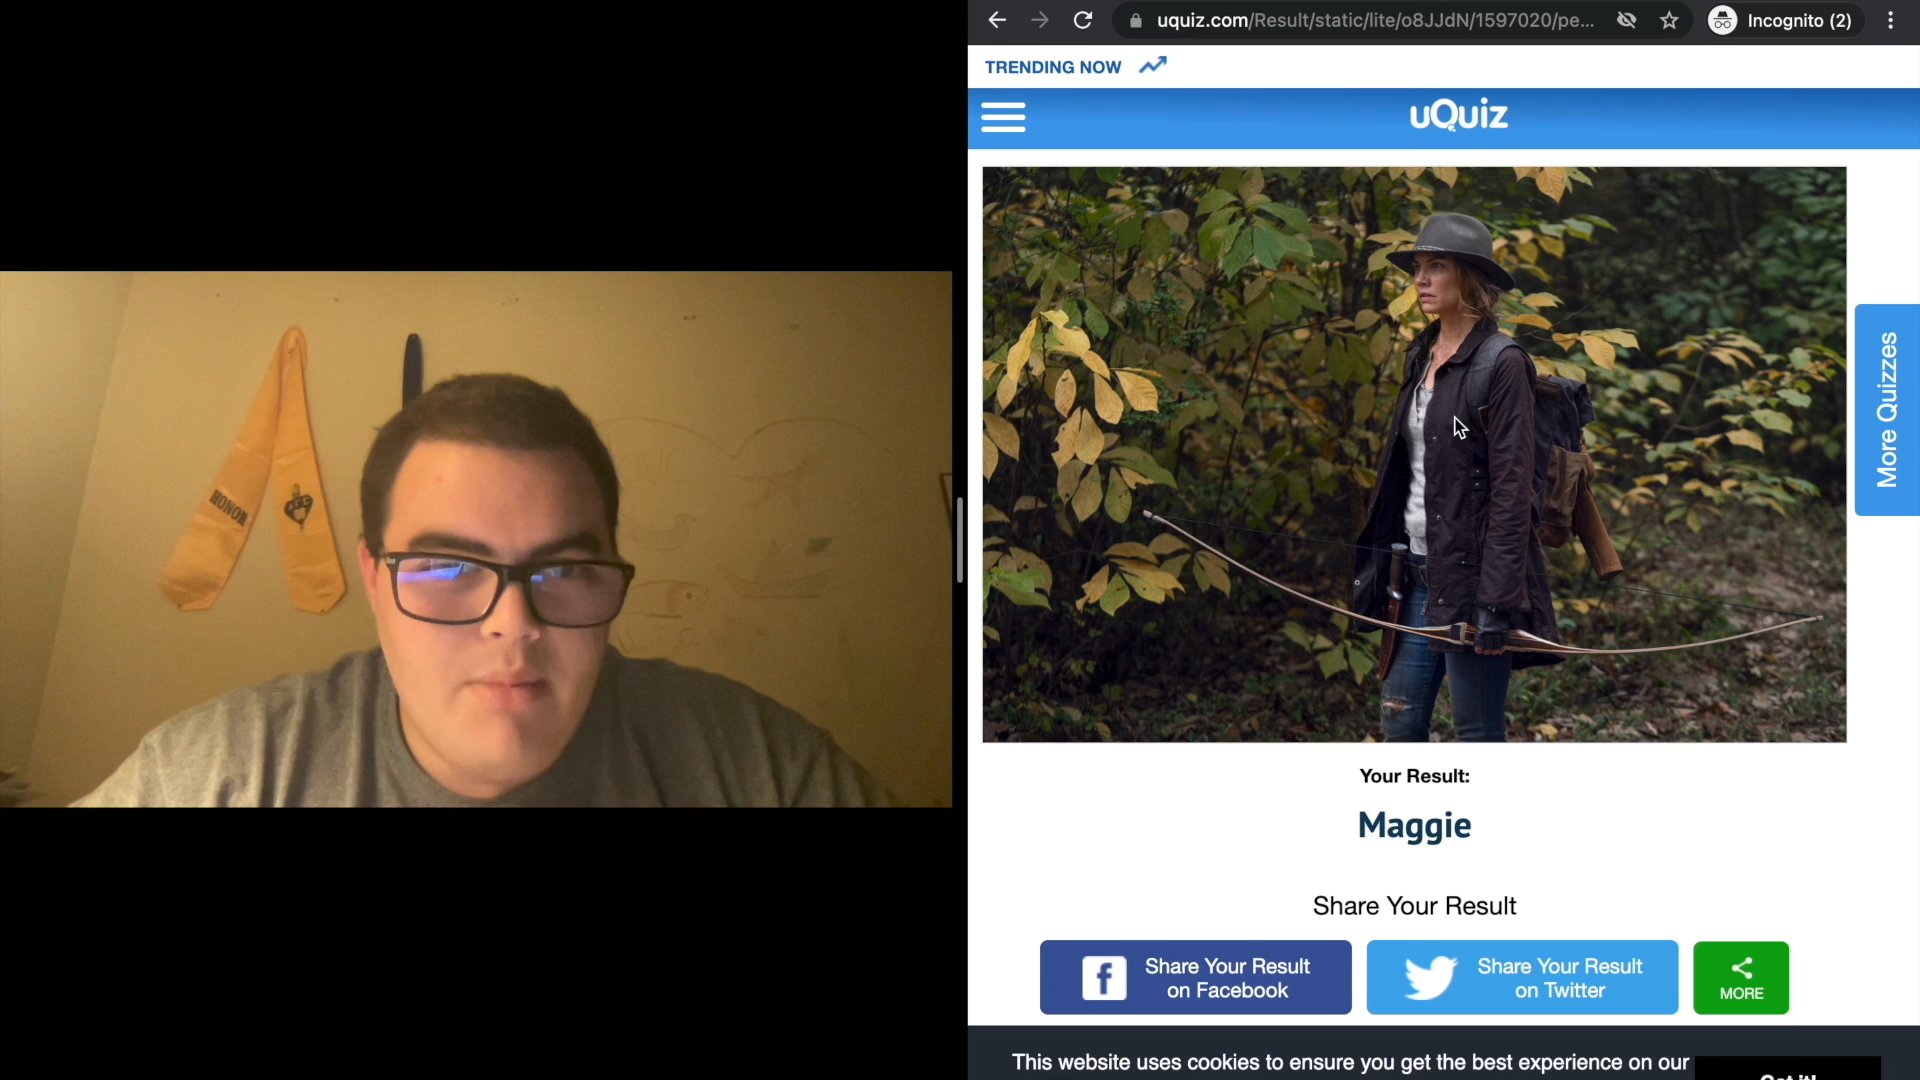 uquiz.com/Result/static/lite/o8JJdN/1597020/pe...
Incognito (2)
TRENDING NOW
uQuiz
More Quizzes
HONOR
Your Result:
Maggie
Share Your Result
Share Your Result
on Facebook
Share Your Result
on Twitter
MORE
This website uses cookies to ensure you get the best experience on our
Got it!